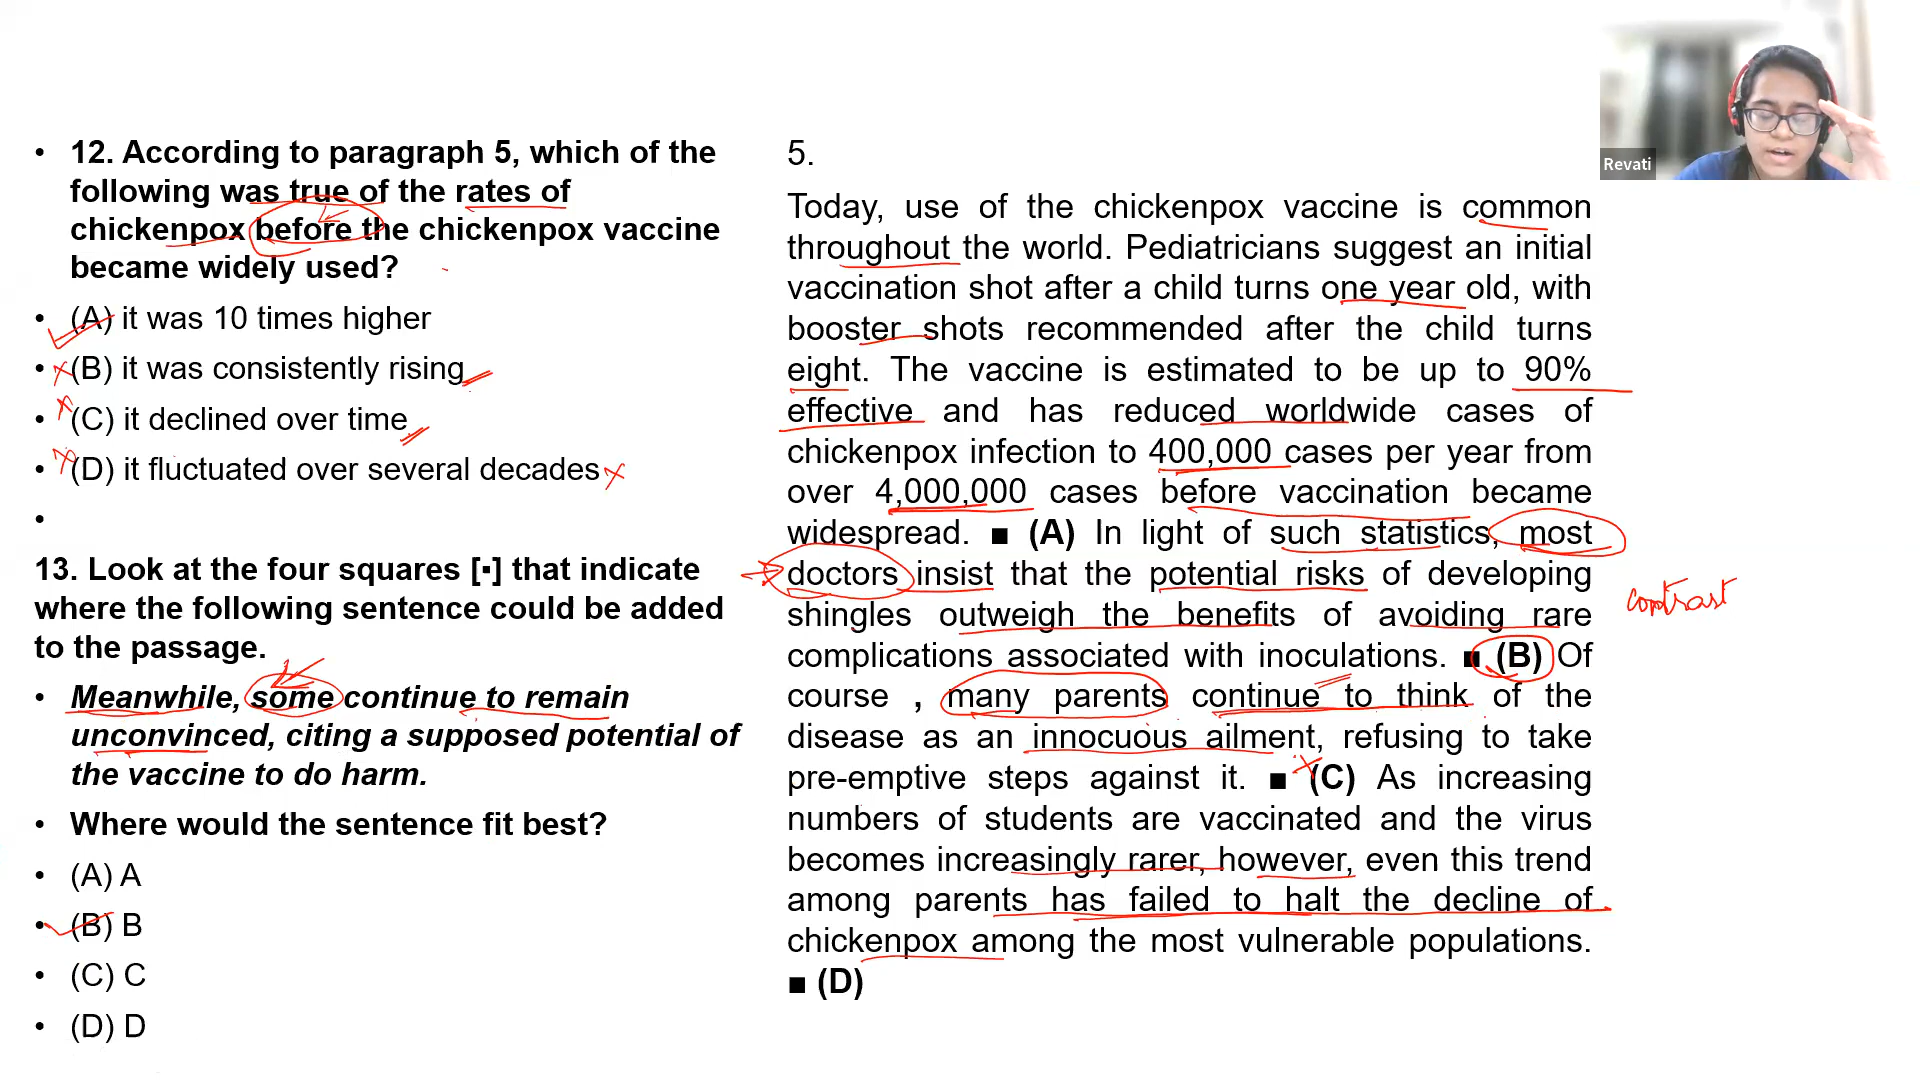 • 12. According to paragraph 5, which of the
following was true of the rates of
chickenpox before the chickenpox vaccine
became widely used?
• (A) it was 10 times higher
• (B) it was consistently rising
• (C) it declined over time
• (D) it fluctuated over several decades
•
13. Look at the four squares [▪] that indicate
where the following sentence could be added
to the passage.
• Meanwhile, some continue to remain
unconvinced, citing a supposed potential of
the vaccine to do harm.
• Where would the sentence fit best?
• (A) A
• (B) B
• (C) C
• (D) D
5.
Today, use of the chickenpox vaccine is common
throughout the world. Pediatricians suggest an initial
vaccination shot after a child turns one year old, with
booster shots recommended after the child turns
eight. The vaccine is estimated to be up to 90%
effective and has reduced worldwide cases of
chickenpox infection to 400,000 cases per year from
over 4,000,000 cases before vaccination became
widespread. ■ (A) In light of such statistics, most
doctors insist that the potential risks of developing
shingles outweigh the benefits of avoiding rare
complications associated with inoculations. ■ (B) Of
course , many parents continue to think of the
disease as an innocuous ailment, refusing to take
pre-emptive steps against it. ■ (C) As increasing
numbers of students are vaccinated and the virus
becomes increasingly rarer, however, even this trend
among parents has failed to halt the decline of
chickenpox among the most vulnerable populations.
■ (D)
contrast
Revati